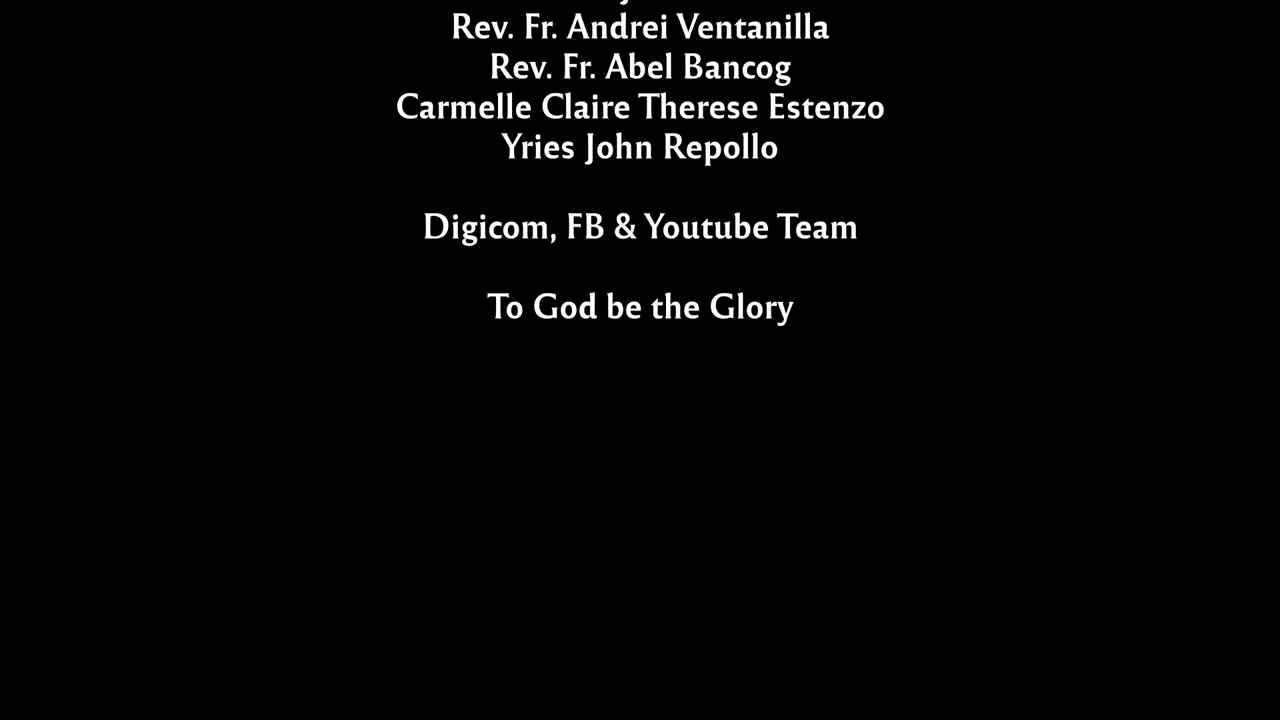 Rev. Fr. Andrei Ventanilla
Rev. Fr. Abel Bancog
Carmelle Claire Therese Estenzo
Yries John Repollo
Digicom, FB & Youtube Team
To God be the Glory